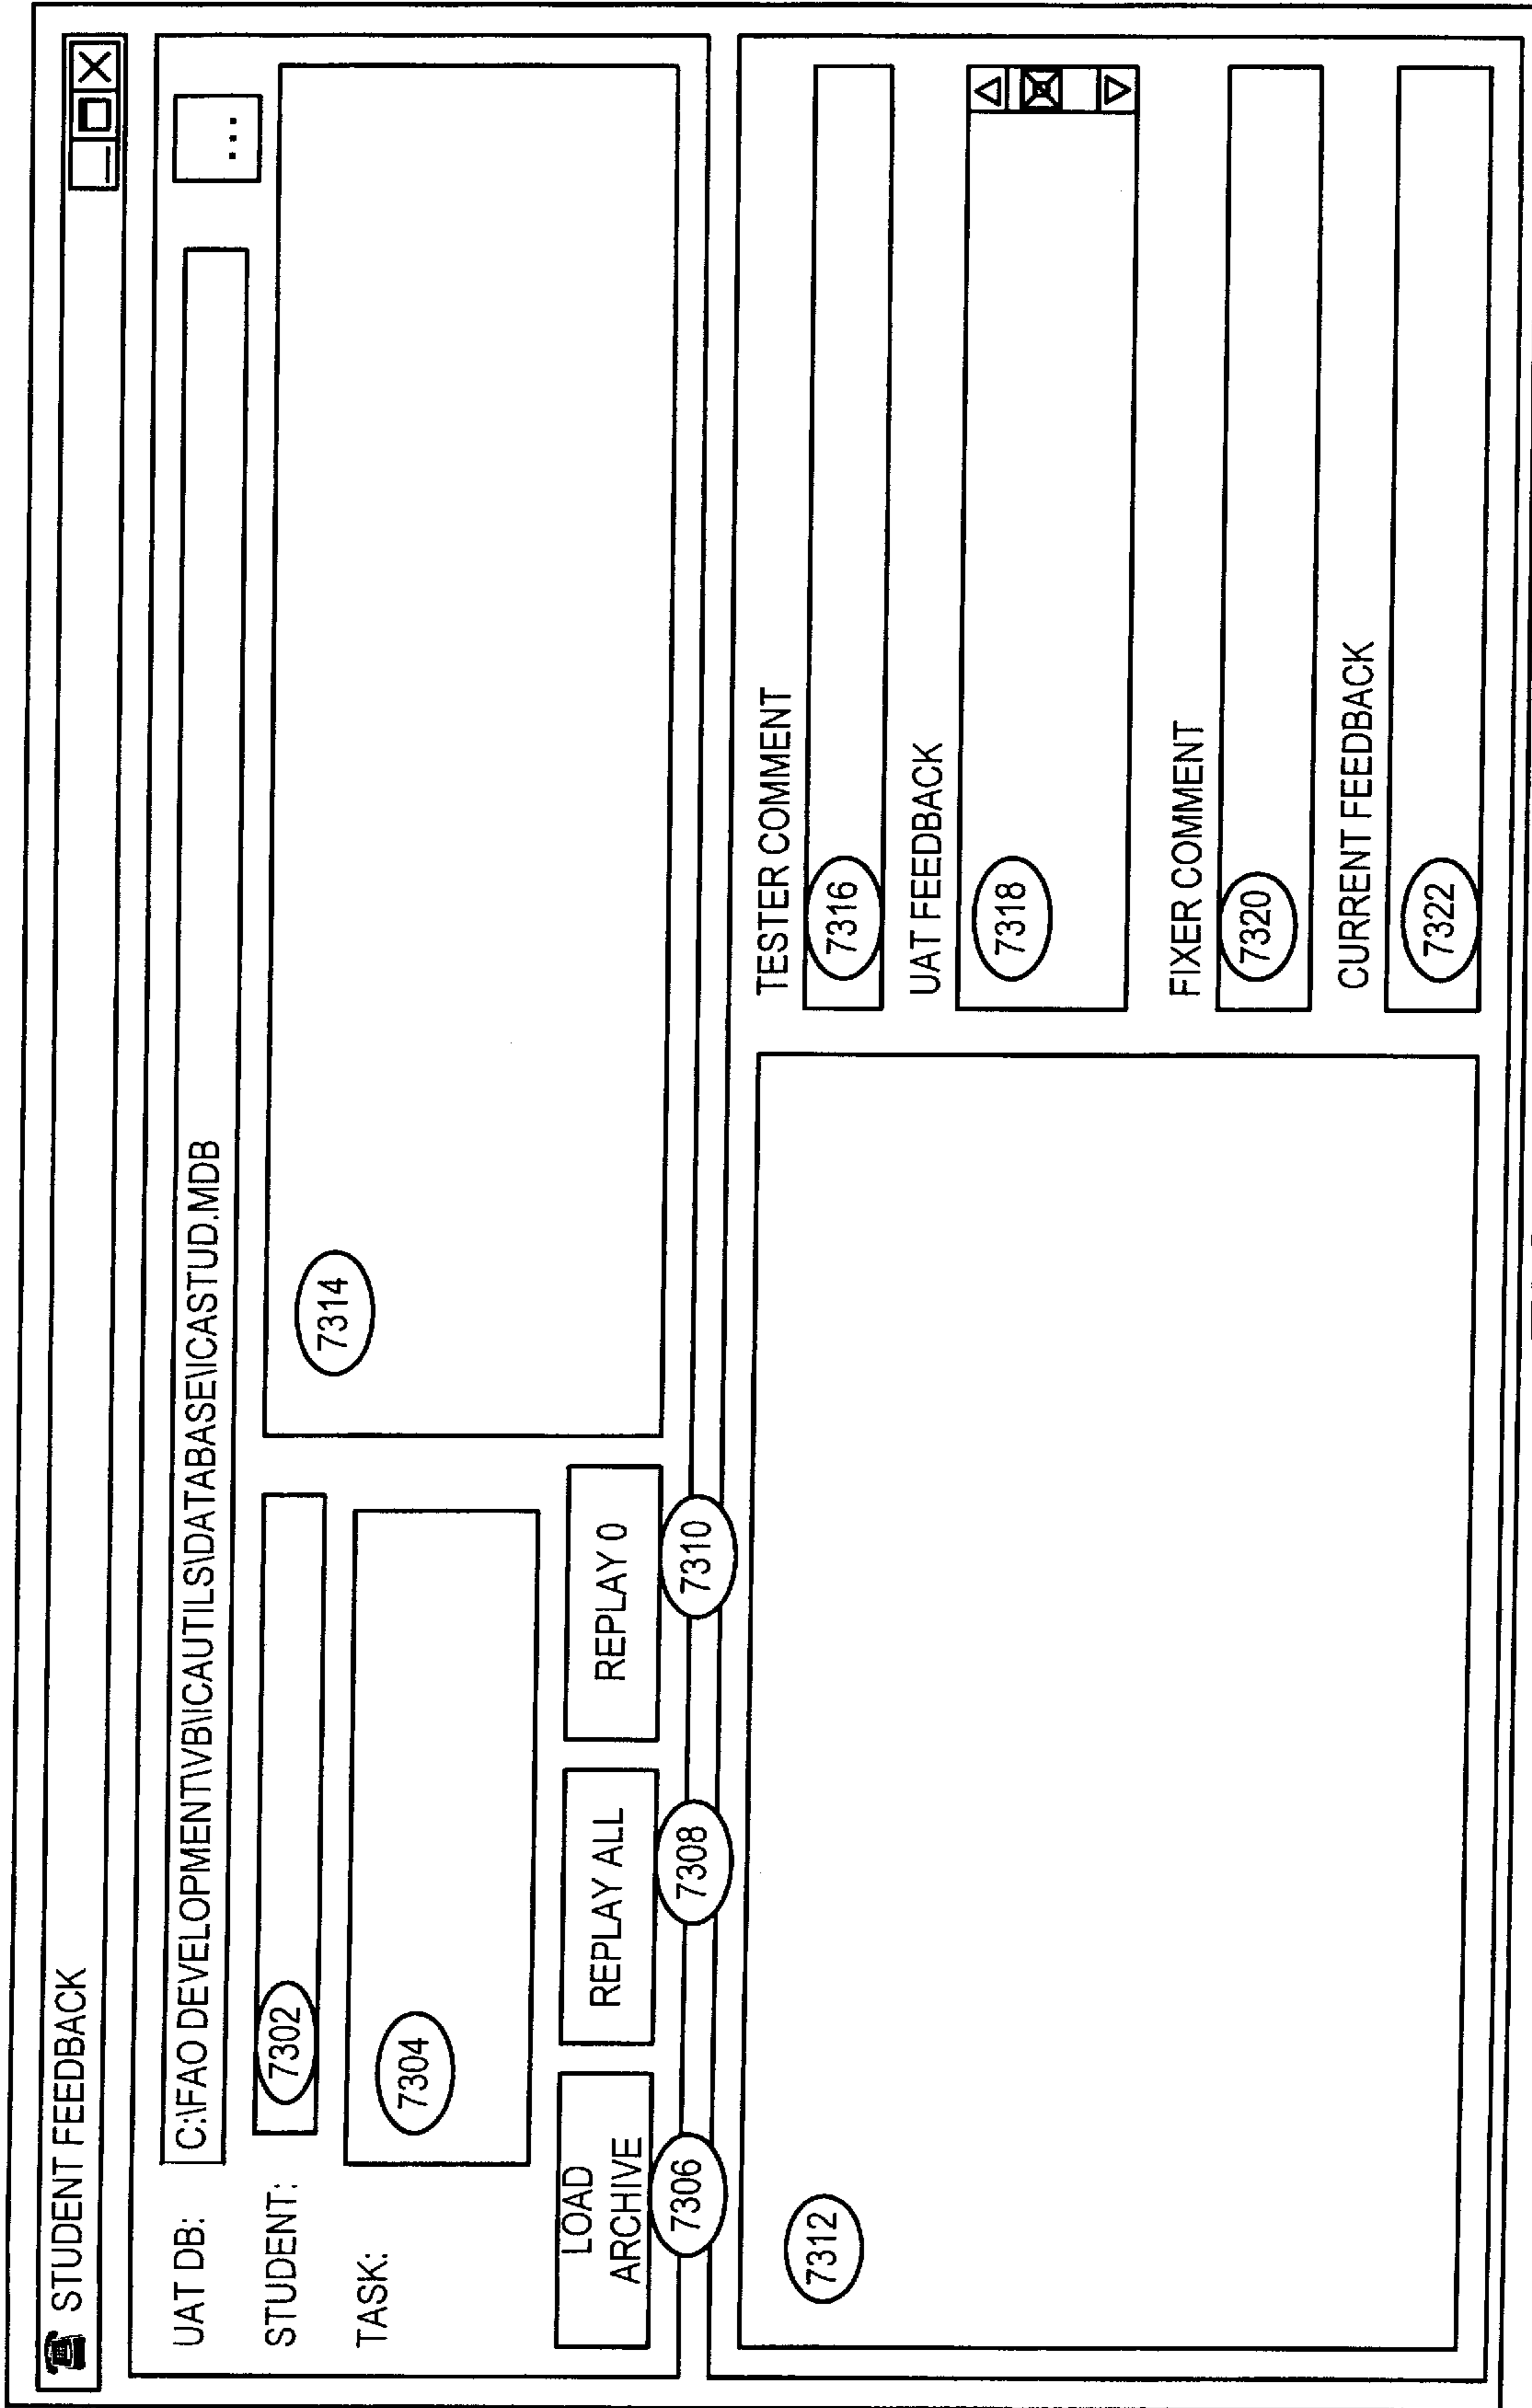 STUDENT FEEDBACK
UAT DB: C:\FAO DEVELOPMENT\VB\ICAUTILS\DATABASE\ICASTUD.MDB ...
STUDENT: 7302
TASK: 7304
7314
LOAD
ARCHIVE
REPLAY ALL
REPLAY 0
7306
7308
7310
7312
TESTER COMMENT
7316
UAT FEEDBACK
7318
FIXER COMMENT
7320
CURRENT FEEDBACK
7322